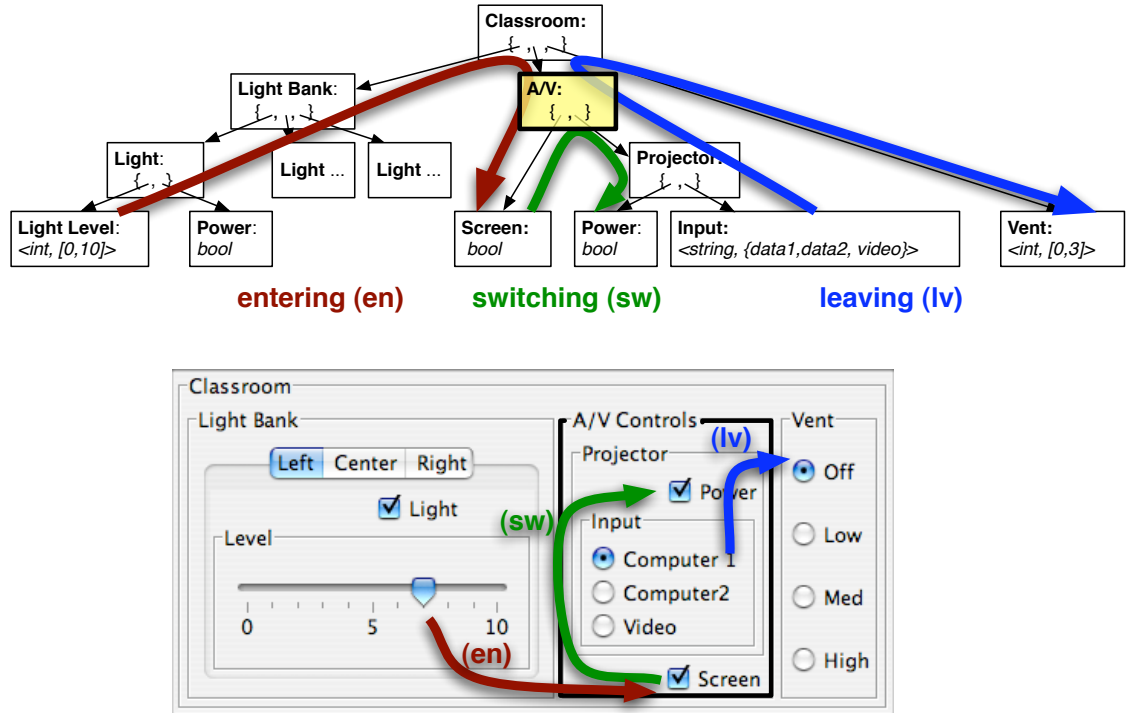 Classroom:
{ , , }
Light Bank:
{ , , }
A/V:
{ , }
Light:
{ , }
Light ...
Light ...
Projector:
{ , }
Light Level:
<int, [0,10]>
Power:
bool
Screen:
bool
Power:
bool
Input:
<string, {data1,data2, video}>
Vent:
<int, [0,3]>
entering (en)
switching (sw)
leaving (lv)
Classroom
Light Bank
Left Center Right
Light
Level
0 5 10
(en)
A/V Controls
(lv)
Projector
Power
(sw)
Input
Computer 1
Computer2
Video
Screen
Vent
Off
Low
Med
High